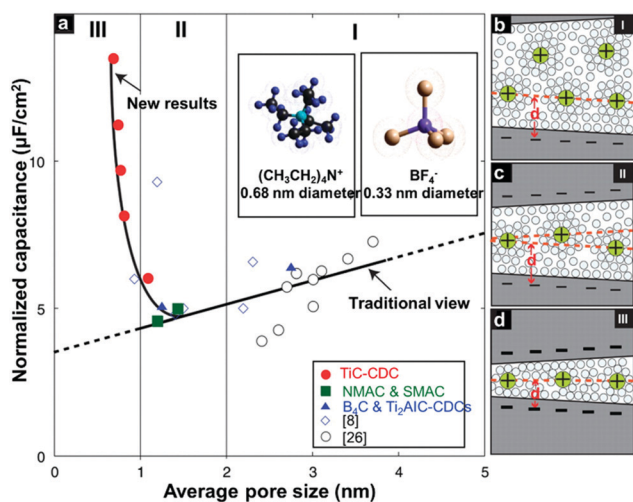 a
III
II
I
New results
(CH3CH2)4N+
0.68 nm diameter
BF4-
0.33 nm diameter
Traditional view
TiC-CDC
NMAC & SMAC
B4C & Ti2AlC-CDCs
[8]
[26]
Normalized capacitance (µF/cm²)
10
5
0
0
1
2
3
4
5
Average pore size (nm)
b
I
d
c
II
d
d
III
d